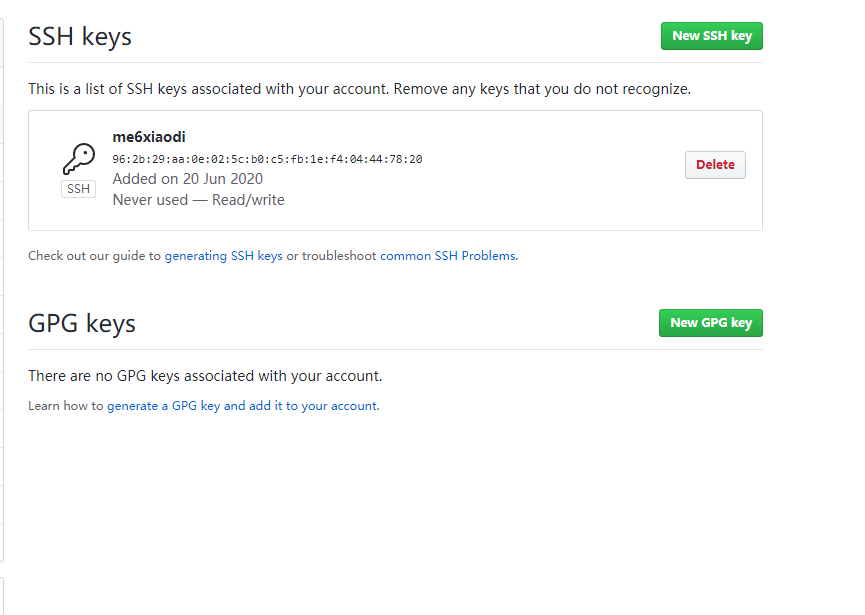 SSH keys
New SSH key
This is a list of SSH keys associated with your account. Remove any keys that you do not recognize.
me6xiaodi
96:2b:29:aa:0e:02:5c:b0:c5:fb:1e:f4:04:44:78:20
Added on 20 Jun 2020
Never used — Read/write
SSH
Delete
Check out our guide to generating SSH keys or troubleshoot common SSH Problems.
GPG keys
New GPG key
There are no GPG keys associated with your account.
Learn how to generate a GPG key and add it to your account.